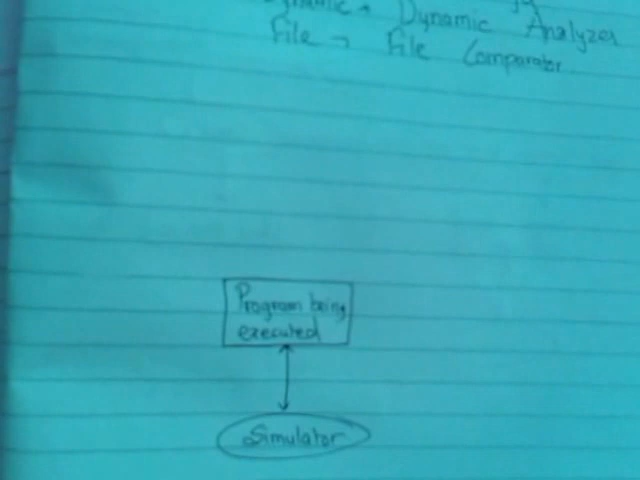 Dynamic Analyzer
File → File Comparator
Program being
executed
Simulator